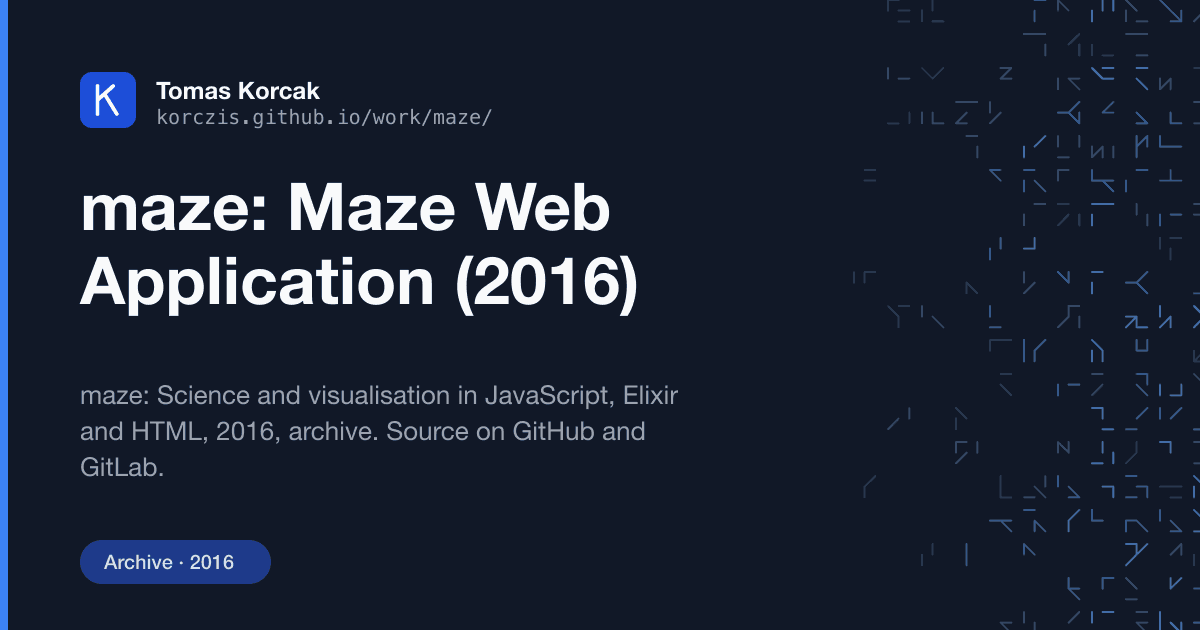 K
Tomas Korcak
korczis.github.io/work/maze/
maze: Maze Web
Application (2016)
maze: Science and visualisation in JavaScript, Elixir
and HTML, 2016, archive. Source on GitHub and
GitLab.
Archive · 2016